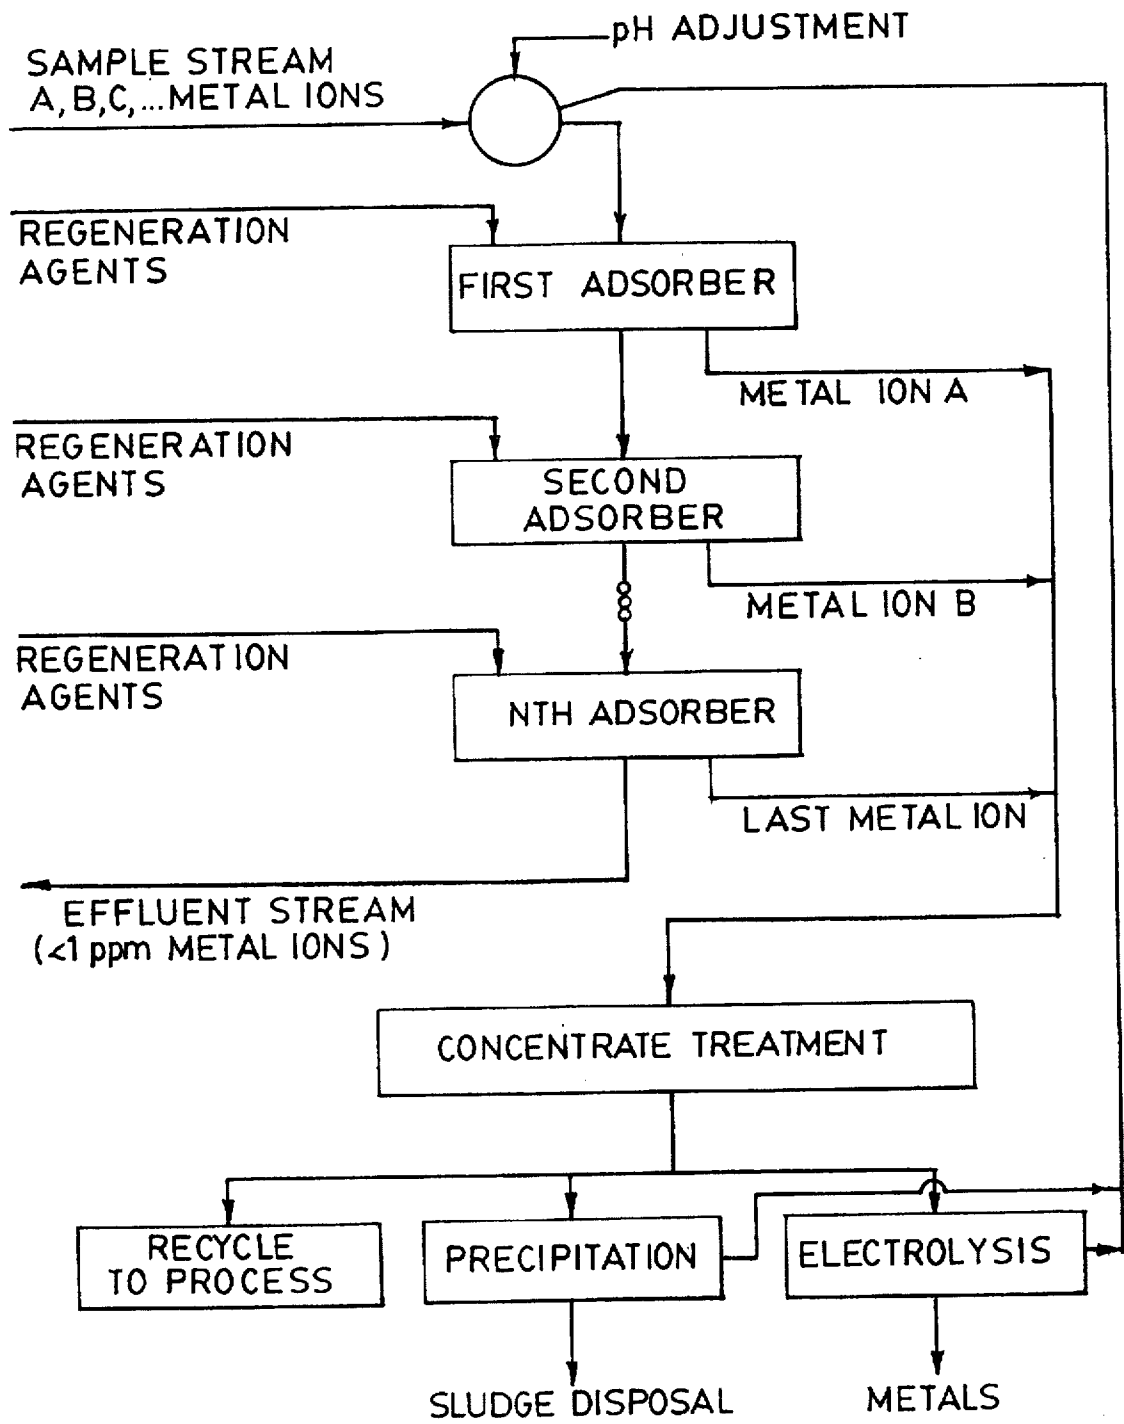 pH ADJUSTMENT
SAMPLE STREAM
A,B,C,...METAL IONS
REGENERATION
AGENTS
FIRST ADSORBER
METAL ION A
REGENERATION
AGENTS
SECOND
ADSORBER
METAL ION B
REGENERATION
AGENTS
NTH ADSORBER
LAST METAL ION
EFFLUENT STREAM
(<1 ppm METAL IONS)
CONCENTRATE TREATMENT
RECYCLE
TO PROCESS
PRECIPITATION
ELECTROLYSIS
SLUDGE DISPOSAL
METALS